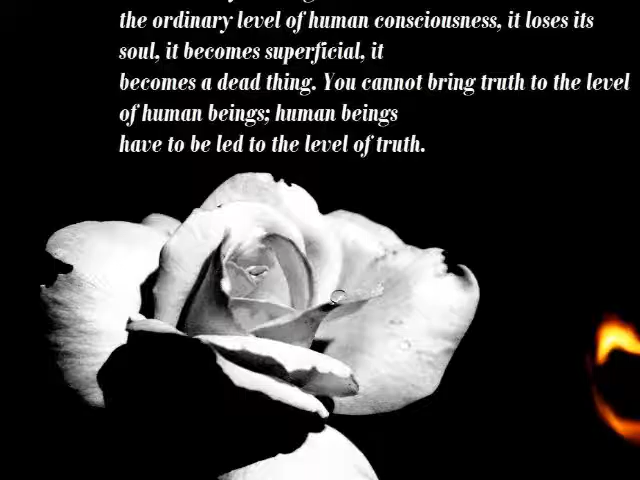 the ordinary level of human consciousness, it loses its
soul, it becomes superficial, it
becomes a dead thing. You cannot bring truth to the level
of human beings; human beings
have to be led to the level of truth.